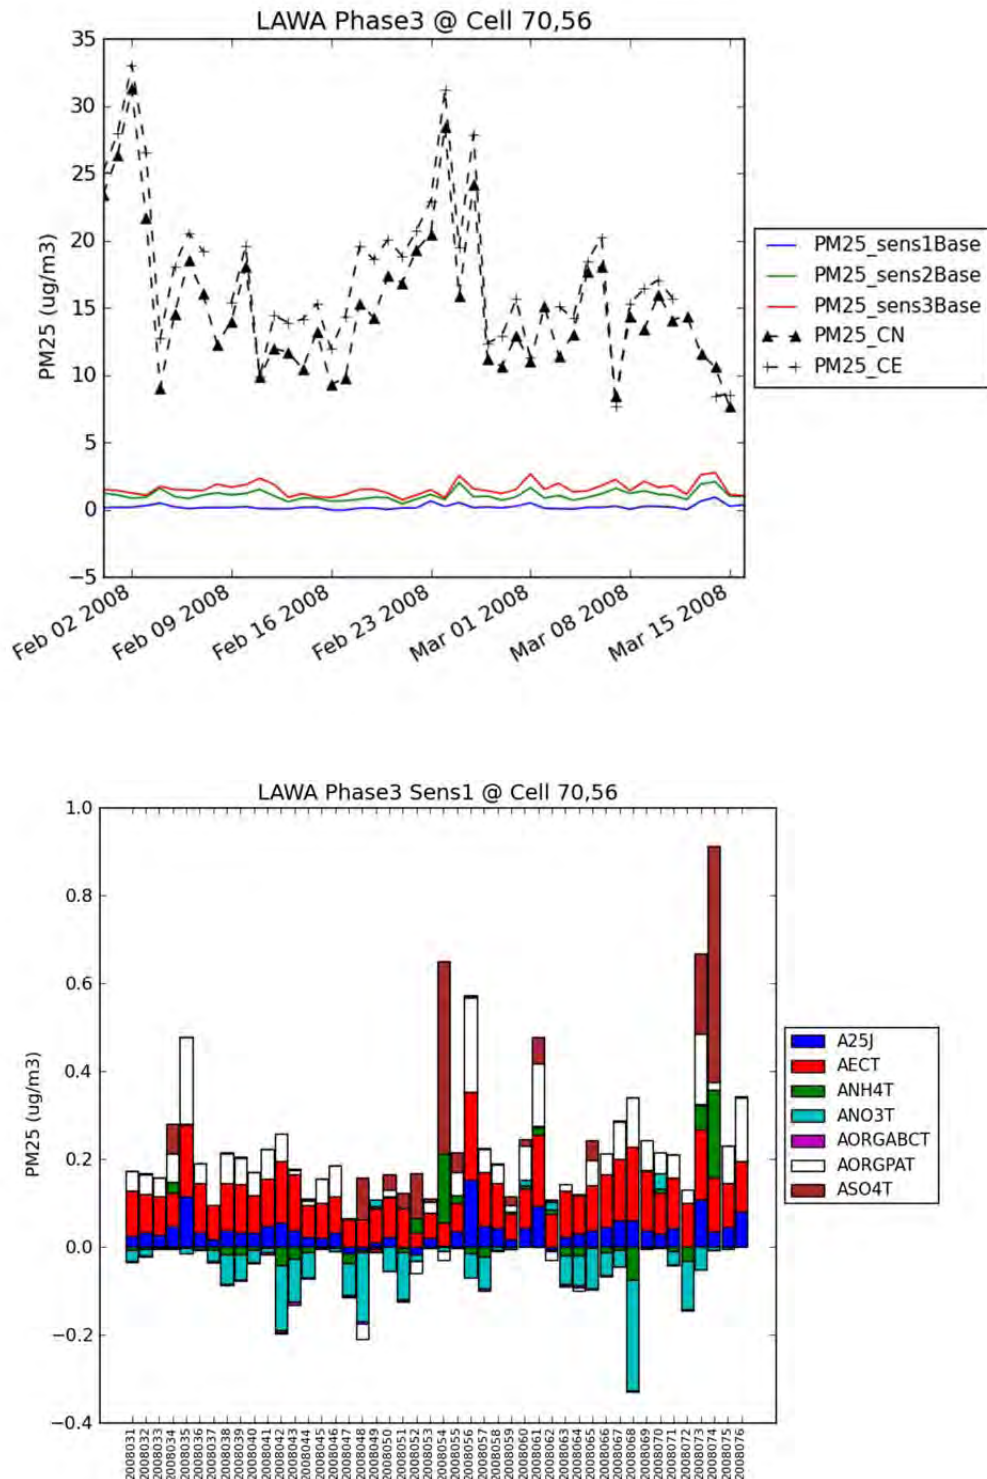 LAWA Phase3 @ Cell 70,56
35
30
25
20
15
10
5
0
−5
PM25 (ug/m3)
Feb 02 2008
Feb 09 2008
Feb 16 2008
Feb 23 2008
Mar 01 2008
Mar 08 2008
Mar 15 2008
PM25_sens1Base
PM25_sens2Base
PM25_sens3Base
PM25_CN
PM25_CE
LAWA Phase3 Sens1 @ Cell 70,56
1.0
0.8
0.6
0.4
0.2
0.0
−0.2
−0.4
PM25 (ug/m3)
2008031
2008032
2008033
2008034
2008035
2008036
2008037
2008038
2008039
2008040
2008041
2008042
2008043
2008044
2008045
2008046
2008047
2008048
2008049
2008050
2008051
2008052
2008053
2008054
2008055
2008056
2008057
2008058
2008059
2008060
2008061
2008062
2008063
2008064
2008065
2008066
2008067
2008068
2008069
2008070
2008071
2008072
2008073
2008074
2008075
2008076
A25J
AECT
ANH4T
ANO3T
AORGABCT
AORGPAT
ASO4T